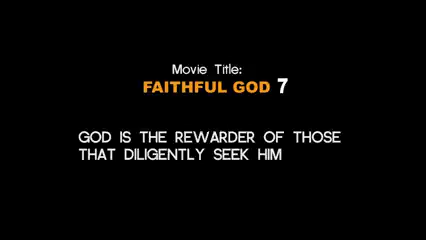 Movie Title:
FAITHFUL GOD 7
GOD IS THE REWARDER OF THOSE
THAT DILIGENTLY SEEK HIM